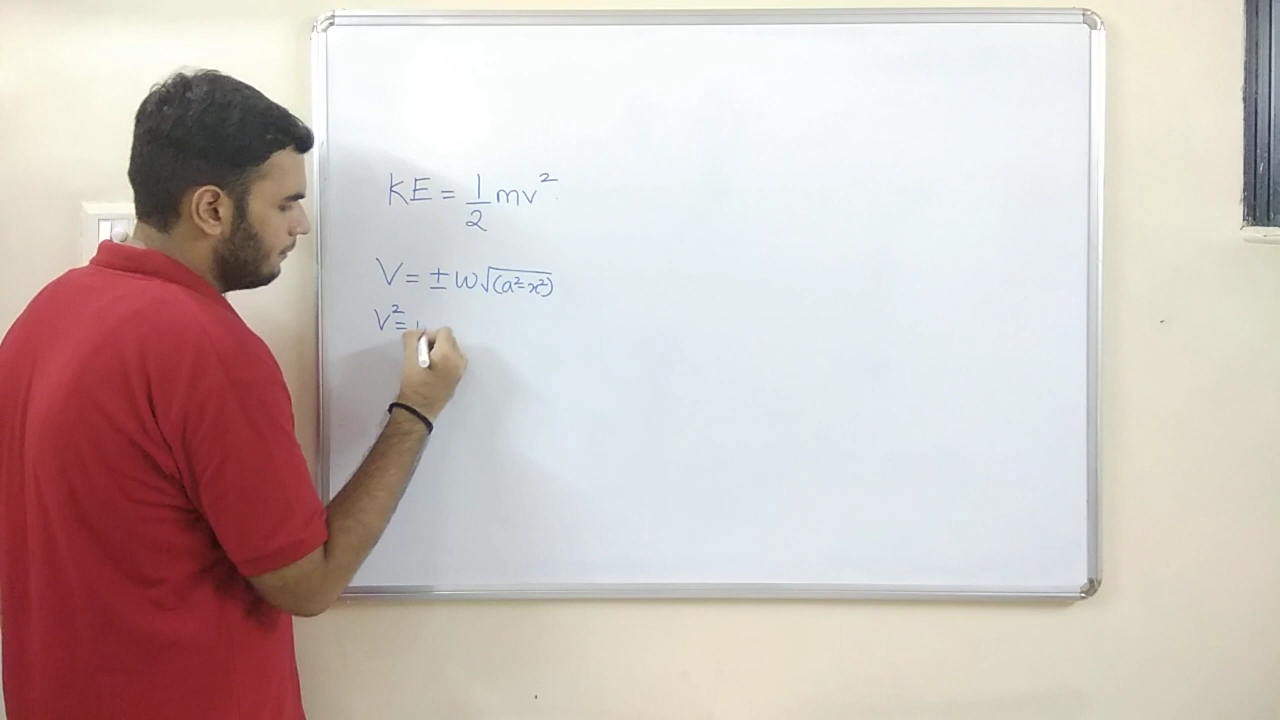 KE = 1/2 mv²
V = ± ω√(a²-x²)
V² =